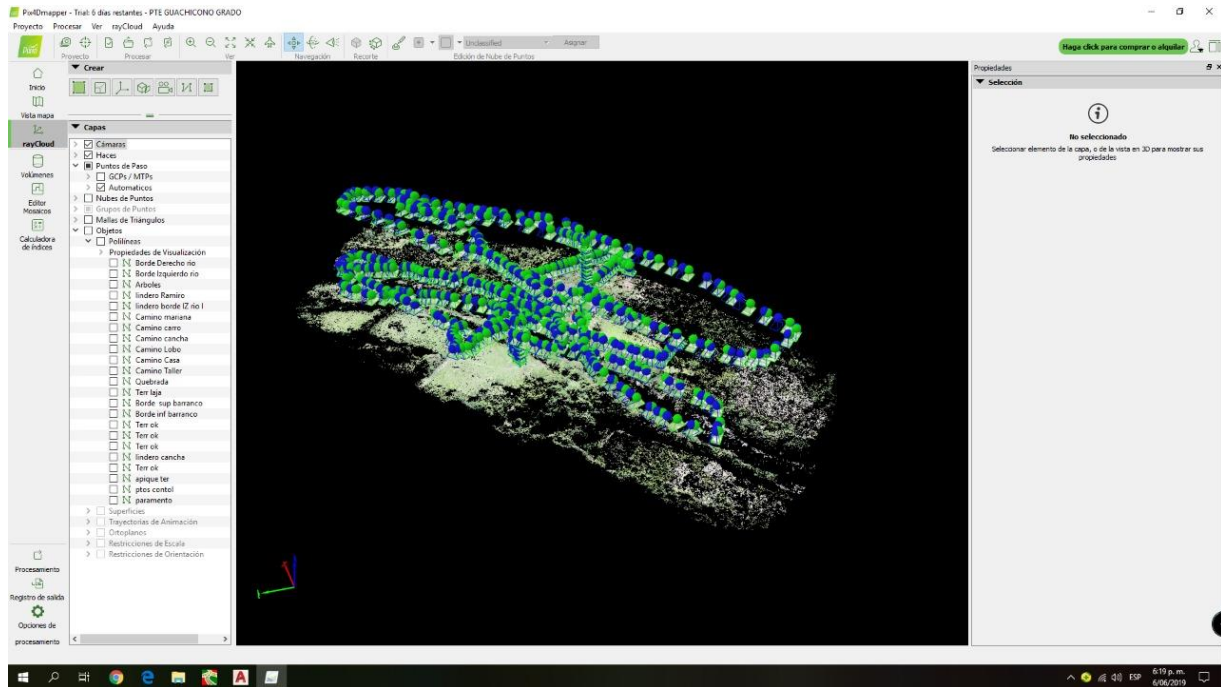 Pix4Dmapper - Trial: 6 días restantes - PTE GUACHICONO GRADO
Proyecto Procesar Ver rayCloud Ayuda
Unclassified Asignar
Haga click para comprar o alquilar
Proyecto Procesar Ver Navegación Recorte Edición de Nube de Puntos
Inicio
Vista mapa
rayCloud
Volúmenes
Editor
Mosaicos
Calculadora
de índices
Procesamiento
Registro de salida
Opciones de
procesamiento
Crear
Capas
Cámaras
Haces
Puntos de Paso
GCPs / MTPs
Automaticos
Nubes de Puntos
Grupos de Puntos
Mallas de Triángulos
Objetos
Polilíneas
Propiedades de Visualización
Borde Derecho rio
Borde Izquierdo rio
Arboles
lindero Ramiro
lindero borde IZ rio I
Camino mariana
Camino carro
Camino cancha
Camino Lobo
Camino Casa
Camino Taller
Quebrada
Terr laja
Borde sup barranco
Borde inf barranco
Terr ok
Terr ok
Terr ok
lindero cancha
Terr ok
apique ter
ptos contol
paramento
Superficies
Trayectorias de Animación
Ortoplanos
Restricciones de Escala
Restricciones de Orientación
Propiedades
Selección
No seleccionado
Seleccionar elemento de la capa, o de la vista en 3D para mostrar sus
propiedades
ESP
6:19 p. m.
6/06/2019